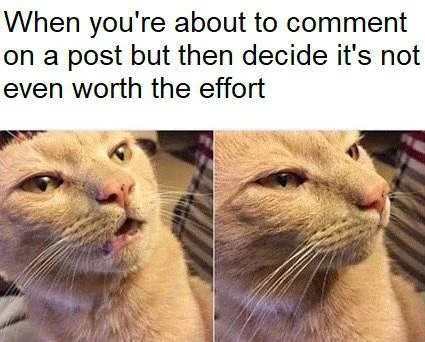 When you're about to comment
on a post but then decide it's not
even worth the effort